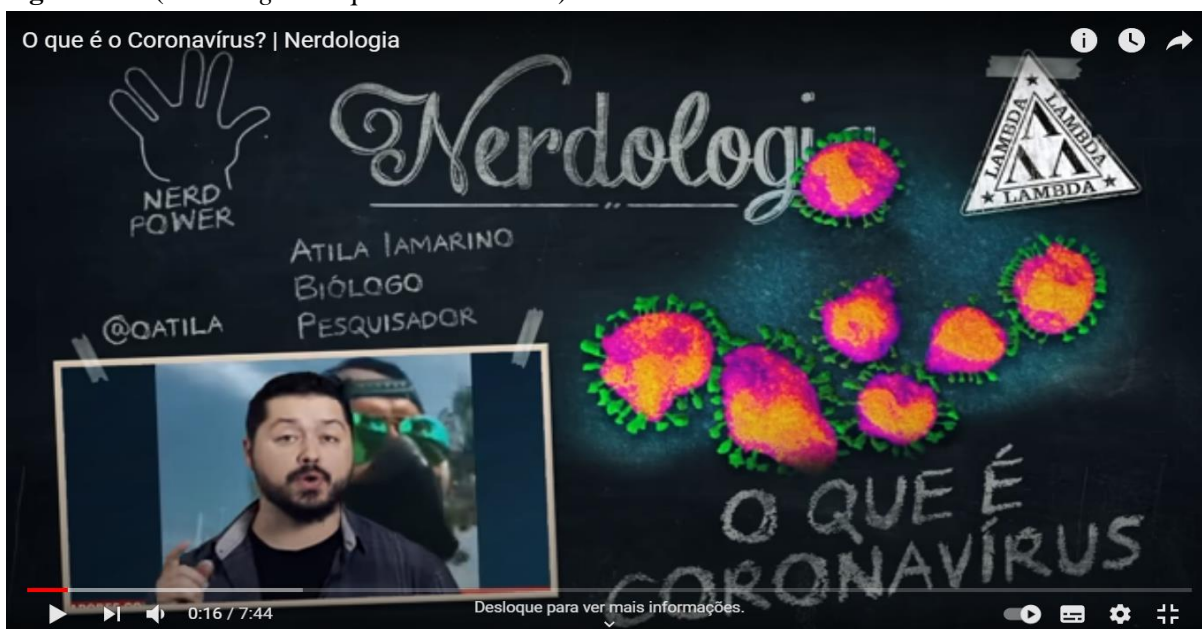 O que é o Coronavírus? | Nerdologia
Nerdologia
NERD
POWER
LAMBDA
LAMBDA
LAMBDA
ATILA IAMARINO
BIÓLOGO
PESQUISADOR
@OATILA
O QUE É
CORONAVÍRUS
0:16 / 7:44
Desloque para ver mais informações.